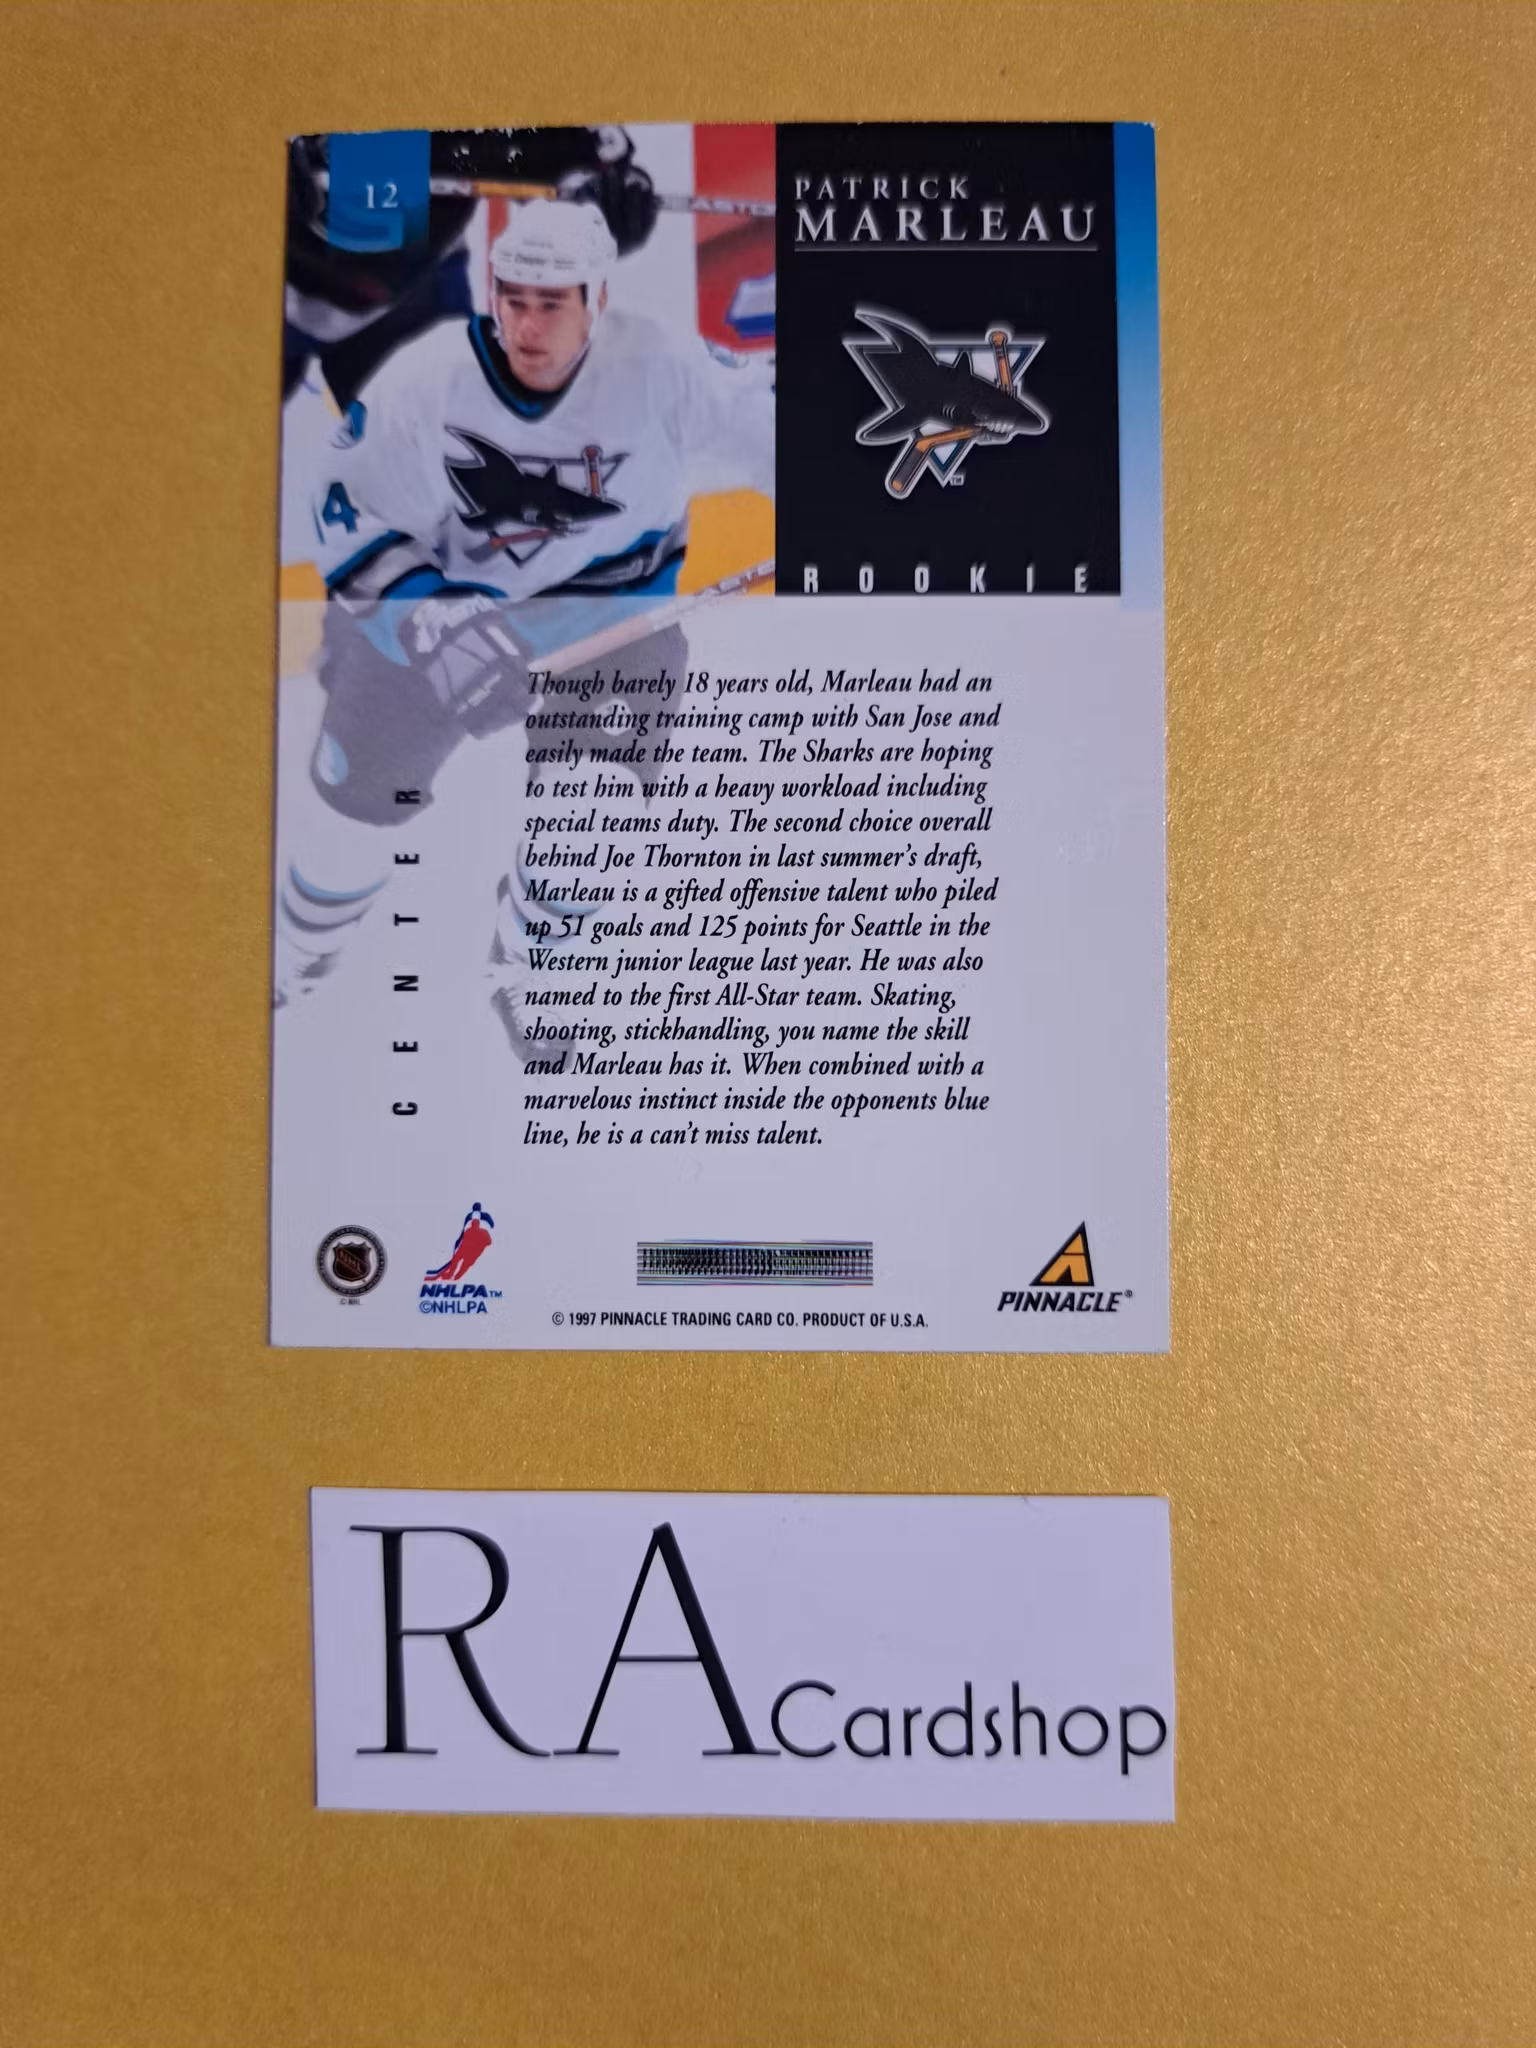 12
PATRICK
MARLEAU
EASTON
4
TM
ROOKIE
CENTER
Though barely 18 years old, Marleau had an
outstanding training camp with San Jose and
easily made the team. The Sharks are hoping
to test him with a heavy workload including
special teams duty. The second choice overall
behind Joe Thornton in last summer's draft,
Marleau is a gifted offensive talent who piled
up 51 goals and 125 points for Seattle in the
Western junior league last year. He was also
named to the first All-Star team. Skating,
shooting, stickhandling, you name the skill
and Marleau has it. When combined with a
marvelous instinct inside the opponents blue
line, he is a can't miss talent.
NHLPA™
©NHLPA
© 1997 PINNACLE TRADING CARD CO. PRODUCT OF U.S.A.
PINNACLE®
RA Cardshop